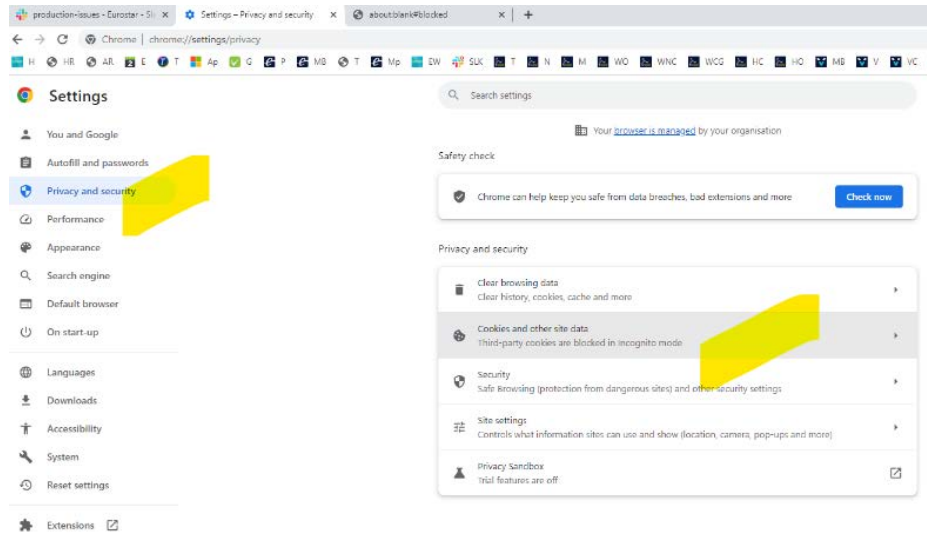 production-issues - Eurostar - Sl
Settings – Privacy and security
about:blank#blocked
Chrome | chrome://settings/privacy
H HR AR E T Ap G P MB T Mp EW SLK T N M WO WNC WCG HC HO MB V VC
Settings
Search settings
Your browser is managed by your organisation
You and Google
Autofill and passwords
Privacy and security
Performance
Appearance
Search engine
Default browser
On start-up
Languages
Downloads
Accessibility
System
Reset settings
Extensions
Safety check
Chrome can help keep you safe from data breaches, bad extensions and more
Check now
Privacy and security
Clear browsing data
Clear history, cookies, cache and more
Cookies and other site data
Third-party cookies are blocked in Incognito mode
Security
Safe Browsing (protection from dangerous sites) and other security settings
Site settings
Controls what information sites can use and show (location, camera, pop-ups and more)
Privacy Sandbox
Trial features are off